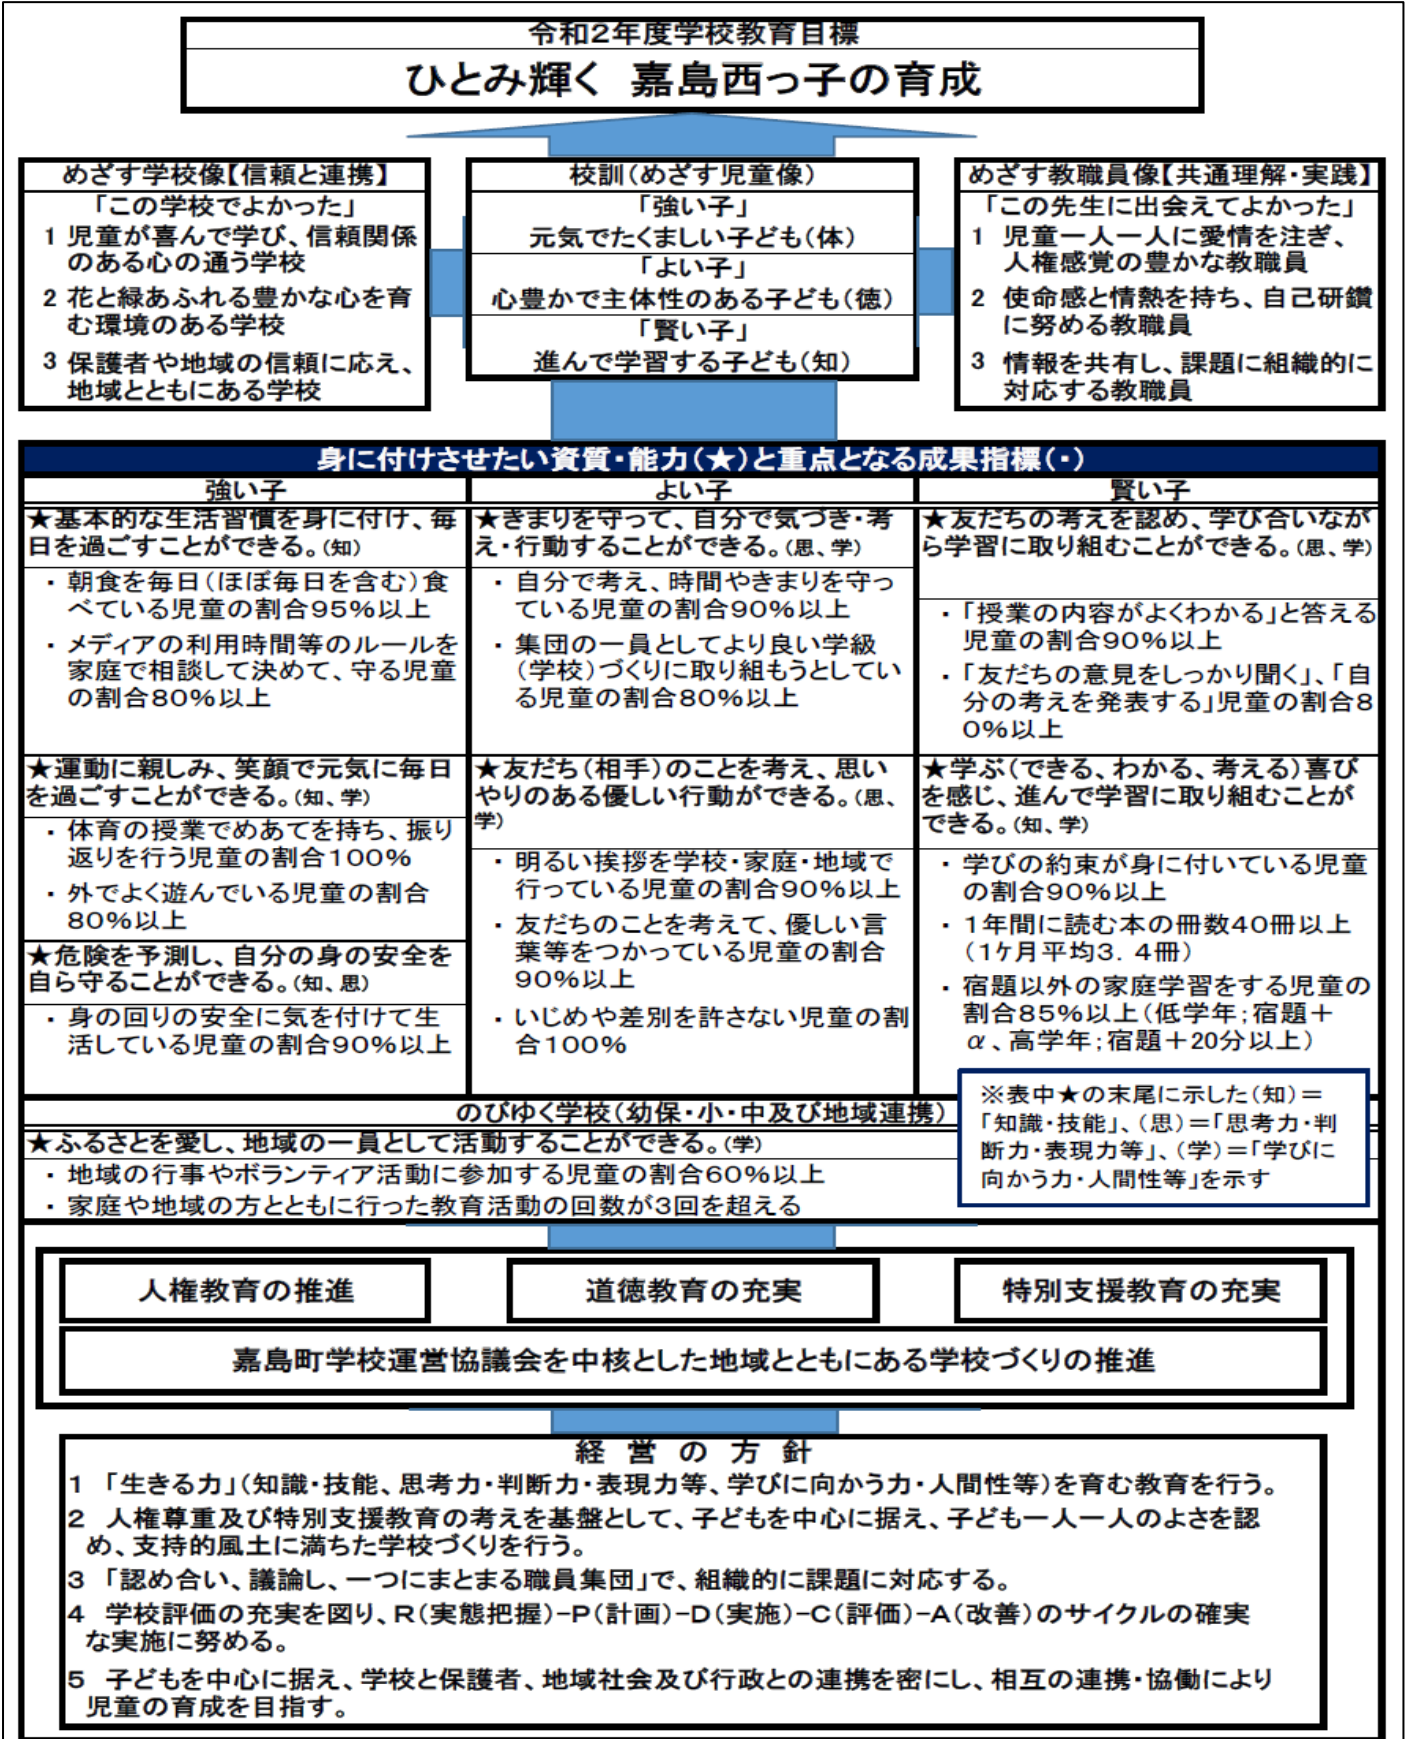 令和2年度学校教育目標
ひとみ輝く 嘉島西っ子の育成
めざす学校像【信頼と連携】
「この学校でよかった」
1 児童が喜んで学び、信頼関係
のある心の通う学校
2 花と緑あふれる豊かな心を育
む環境のある学校
3 保護者や地域の信頼に応え、
地域とともにある学校
校訓(めざす児童像)
「強い子」
元気でたくましい子ども(体)
「よい子」
心豊かで主体性のある子ども(徳)
「賢い子」
進んで学習する子ども(知)
めざす教職員像【共通理解・実践】
「この先生に出会えてよかった」
1 児童一人一人に愛情を注ぎ、
人権感覚の豊かな教職員
2 使命感と情熱を持ち、自己研鑽
に努める教職員
3 情報を共有し、課題に組織的に
対応する教職員
身に付けさせたい資質・能力(★)と重点となる成果指標(・)
強い子
★基本的な生活習慣を身に付け、毎
日を過ごすことができる。(知)
・ 朝食を毎日(ほぼ毎日を含む)食
べている児童の割合95%以上
・ メディアの利用時間等のルールを
家庭で相談して決めて、守る児童
の割合80%以上
★運動に親しみ、笑顔で元気に毎日
を過ごすことができる。(知、学)
・ 体育の授業でめあてを持ち、振り
返りを行う児童の割合100%
・ 外でよく遊んでいる児童の割合
80%以上
★危険を予測し、自分の身の安全を
自ら守ることができる。(知、思)
・ 身の回りの安全に気を付けて生
活している児童の割合90%以上
よい子
★きまりを守って、自分で気づき・考
え・行動することができる。(思、学)
・ 自分で考え、時間やきまりを守っ
ている児童の割合90%以上
・ 集団の一員としてより良い学級
(学校)づくりに取り組もうとしてい
る児童の割合80%以上
★友だち(相手)のことを考え、思い
やりのある優しい行動ができる。(思、
学)
・ 明るい挨拶を学校・家庭・地域で
行っている児童の割合90%以上
・ 友だちのことを考えて、優しい言
葉等をつかっている児童の割合
90%以上
・ いじめや差別を許さない児童の割
合100%
賢い子
★友だちの考えを認め、学び合いなが
ら学習に取り組むことができる。(思、学)
・「授業の内容がよくわかる」と答える
児童の割合90%以上
・「友だちの意見をしっかり聞く」、「自
分の考えを発表する」児童の割合8
0%以上
★学ぶ(できる、わかる、考える)喜び
を感じ、進んで学習に取り組むことが
できる。(知、学)
・ 学びの約束が身に付いている児童
の割合90%以上
・ 1年間に読む本の冊数40冊以上
(1ケ月平均3.4冊)
・ 宿題以外の家庭学習をする児童の
割合85%以上(低学年;宿題+
α、高学年;宿題+20分以上)
のびゆく学校(幼保・小・中及び地域連携)
★ふるさとを愛し、地域の一員として活動することができる。(学)
・ 地域の行事やボランティア活動に参加する児童の割合60%以上
・ 家庭や地域の方とともに行った教育活動の回数が3回を超える
※表中★の末尾に示した(知)=
「知識・技能」、(思)=「思考力・判
断力・表現力等」、(学)=「学びに
向かう力・人間性等」を示す
人権教育の推進
道徳教育の充実
特別支援教育の充実
嘉島町学校運営協議会を中核とした地域とともにある学校づくりの推進
経 営 の 方 針
1 「生きる力」(知識・技能、思考力・判断力・表現力等、学びに向かう力・人間性等)を育む教育を行う。
2 人権尊重及び特別支援教育の考えを基盤として、子どもを中心に据え、子ども一人一人のよさを認
め、支持的風土に満ちた学校づくりを行う。
3 「認め合い、議論し、一つにまとまる職員集団」で、組織的に課題に対応する。
4 学校評価の充実を図り、R(実態把握)-P(計画)-D(実施)-C(評価)-A(改善)のサイクルの確実
な実施に努める。
5 子どもを中心に据え、学校と保護者、地域社会及び行政との連携を密にし、相互の連携・協働により
児童の育成を目指す。